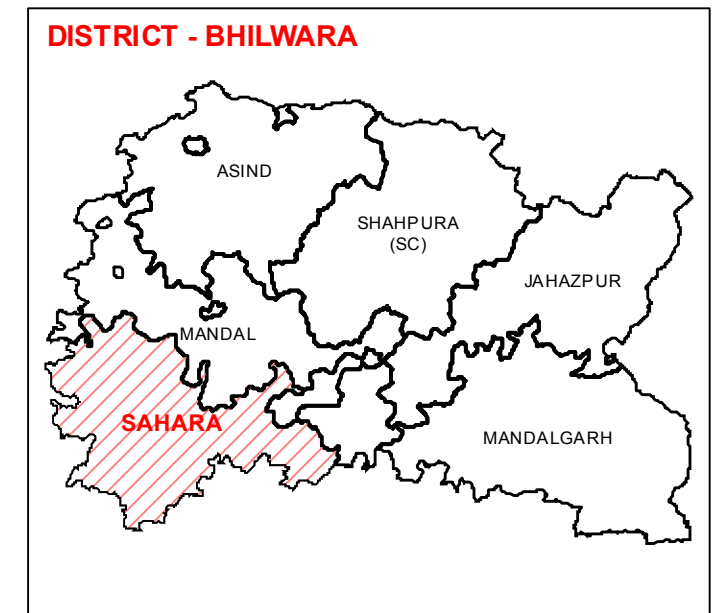 DISTRICT - BHILWARA
ASIND
SHAHPURA
(SC)
JAHAZPUR
MANDAL
SAHARA
MANDALGARH